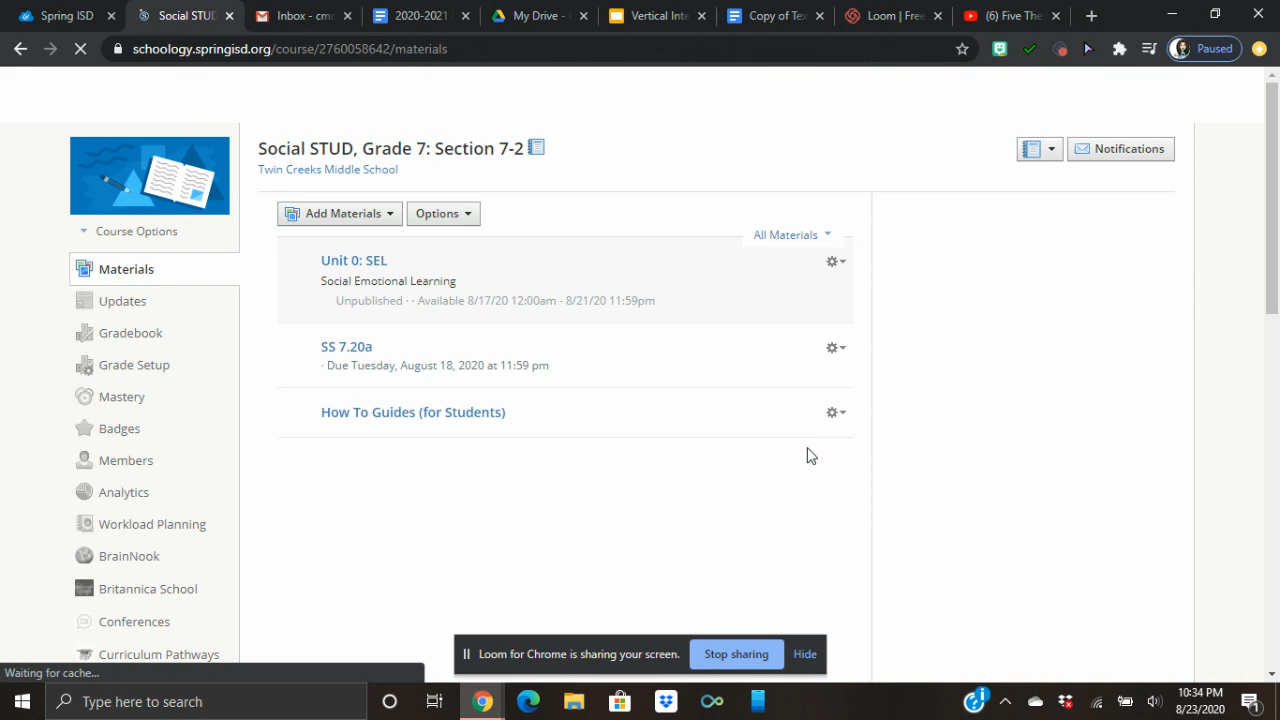 Spring ISD
Social STUD
Inbox - cmc
2020-2021
My Drive - G
Vertical Inte
Copy of Tex
Loom | Free
(6) Five The
schoology.springisd.org/course/2760058642/materials
Paused
Social STUD, Grade 7: Section 7-2
Notifications
Twin Creeks Middle School
Add Materials
Options
Course Options
All Materials
Unit 0: SEL
Social Emotional Learning
Unpublished · · Available 8/17/20 12:00am - 8/21/20 11:59pm
SS 7.20a
· Due Tuesday, August 18, 2020 at 11:59 pm
How To Guides (for Students)
Materials
Updates
Gradebook
Grade Setup
Mastery
Badges
Members
Analytics
Workload Planning
BrainNook
Britannica School
Conferences
Curriculum Pathways
Loom for Chrome is sharing your screen.
Stop sharing
Hide
Waiting for cache...
Type here to search
10:34 PM
8/23/2020
1